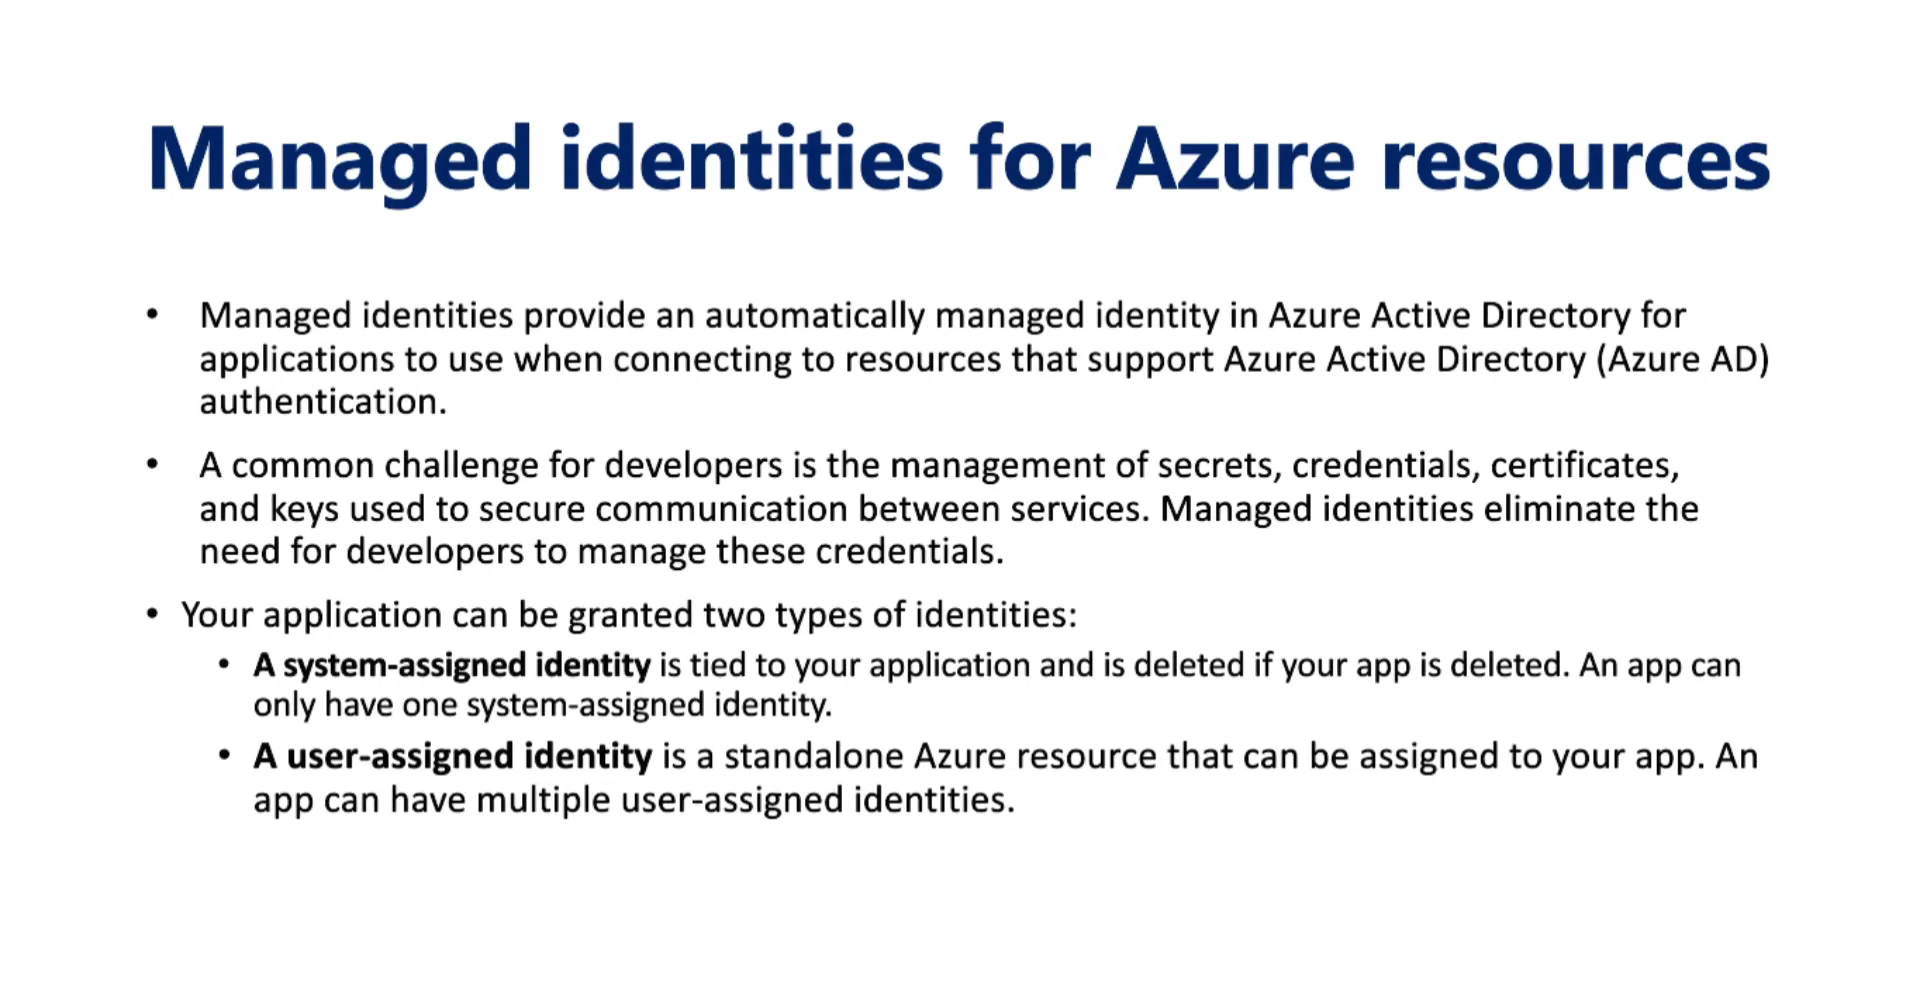 Managed identities for Azure resources
• Managed identities provide an automatically managed identity in Azure Active Directory for
applications to use when connecting to resources that support Azure Active Directory (Azure AD)
authentication.
• A common challenge for developers is the management of secrets, credentials, certificates,
and keys used to secure communication between services. Managed identities eliminate the
need for developers to manage these credentials.
• Your application can be granted two types of identities:
• A system-assigned identity is tied to your application and is deleted if your app is deleted. An app can
only have one system-assigned identity.
• A user-assigned identity is a standalone Azure resource that can be assigned to your app. An
app can have multiple user-assigned identities.